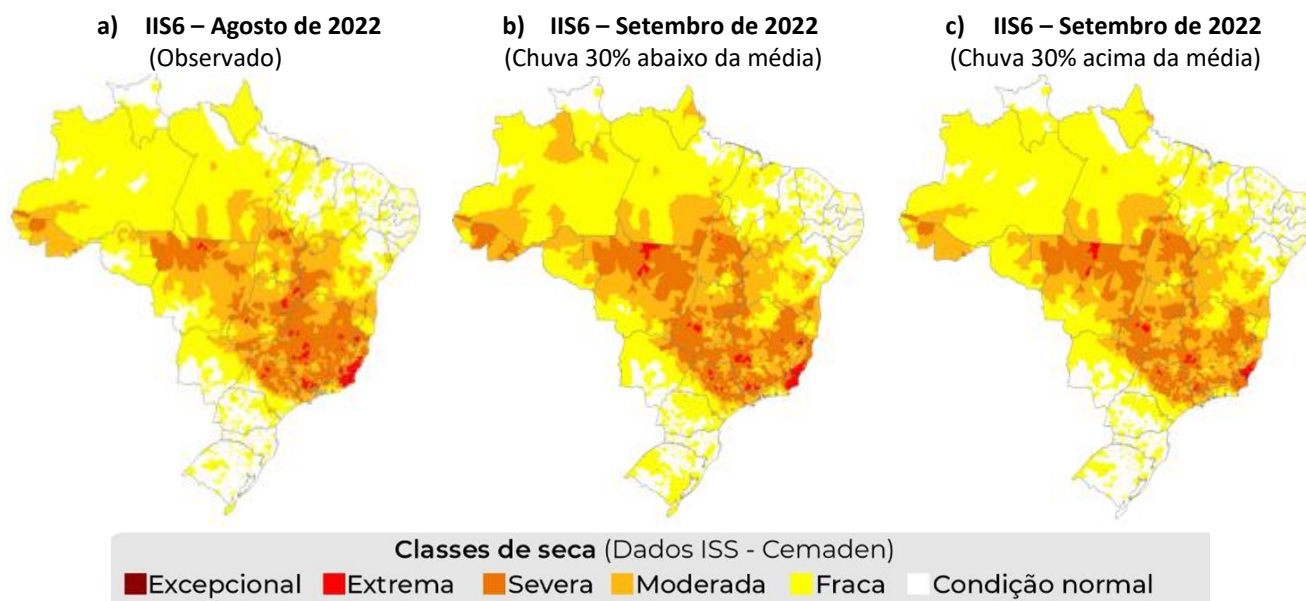 a) IIS6 – Agosto de 2022
(Observado)
b) IIS6 – Setembro de 2022
(Chuva 30% abaixo da média)
c) IIS6 – Setembro de 2022
(Chuva 30% acima da média)
Classes de seca (Dados ISS - Cemaden)
Excepcional Extrema Severa Moderada Fraca Condição normal